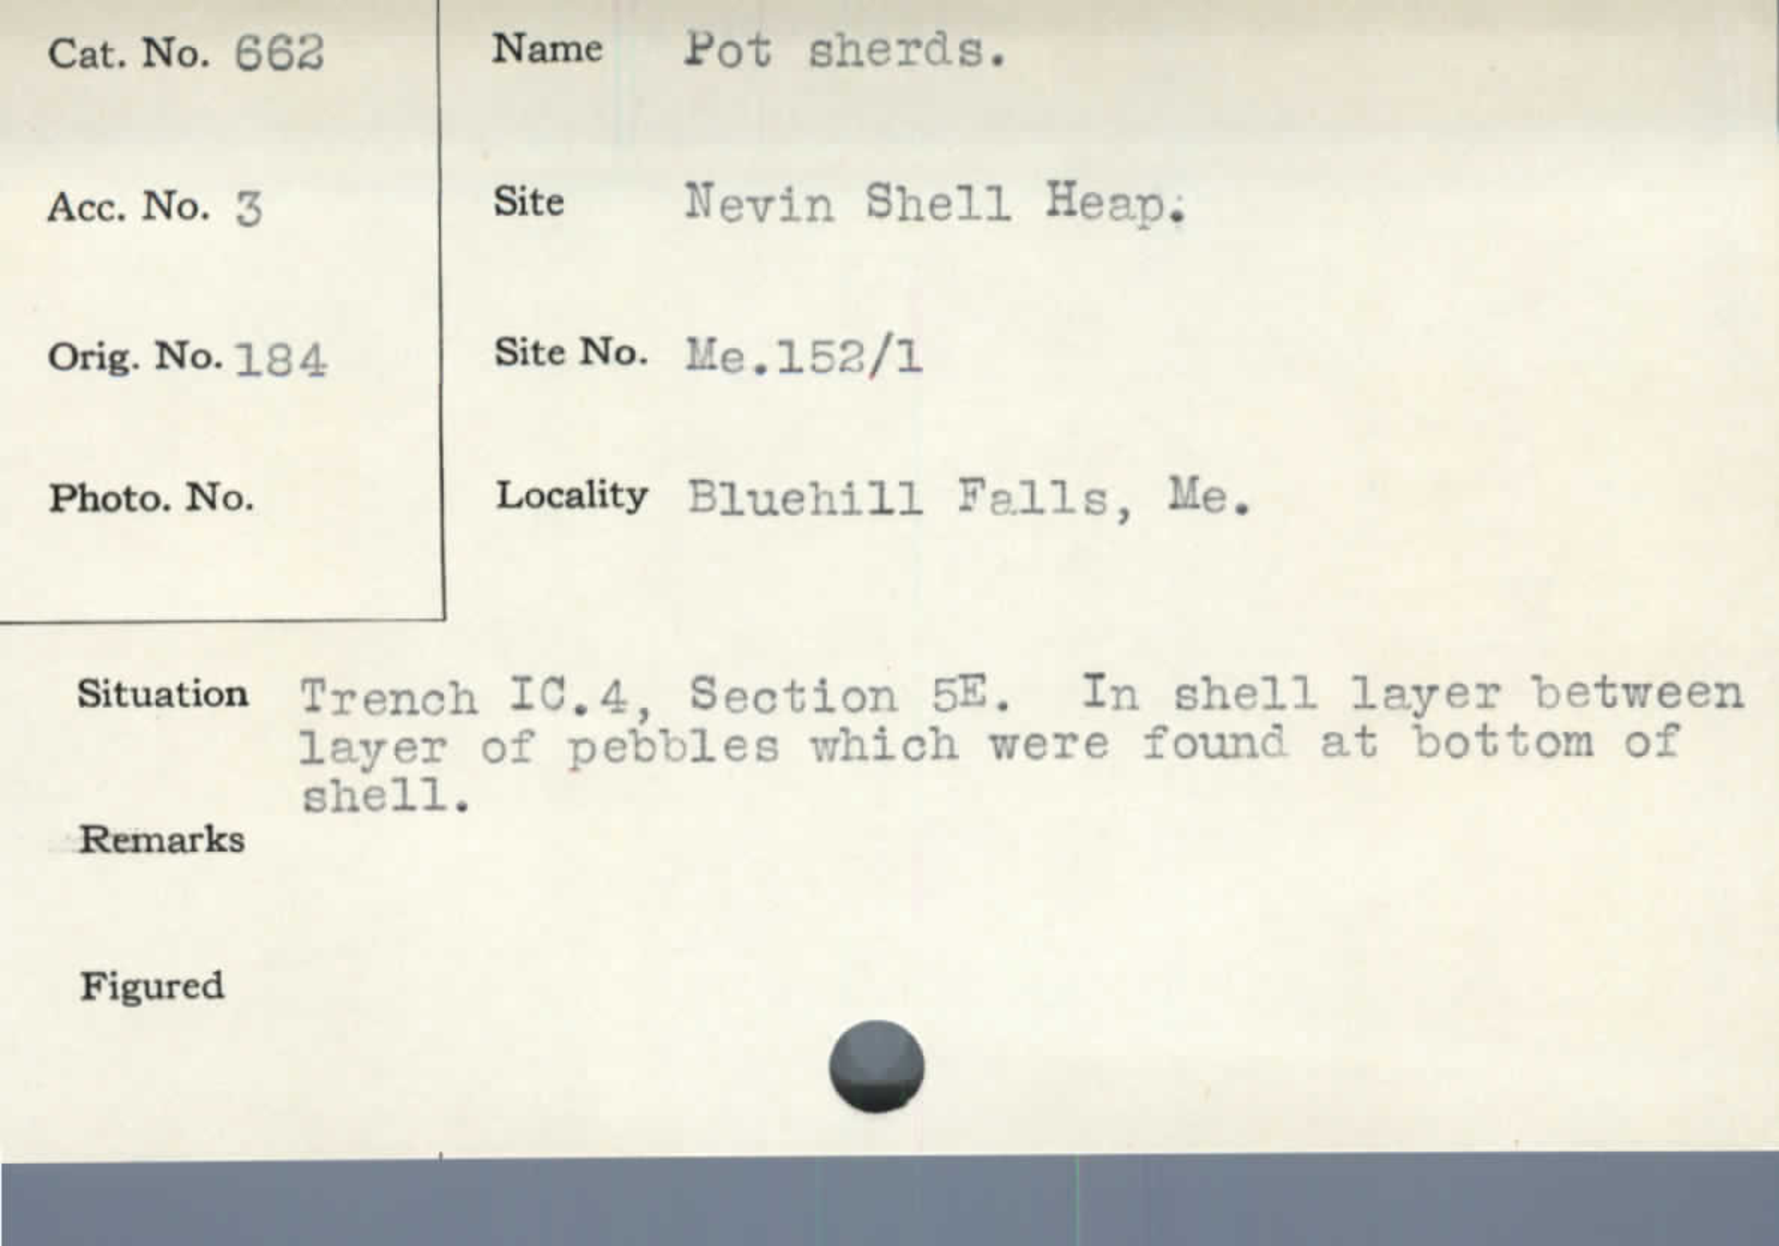 Cat. No. 662
Name Pot sherds.
Acc. No. 3
Site Nevin Shell Heap.
Orig. No. 184
Site No. Me.152/1
Photo. No.
Locality Bluehill Falls, Me.
Situation Trench IC.4, Section 5E. In shell layer between
layer of pebbles which were found at bottom of
shell.
Remarks
Figured